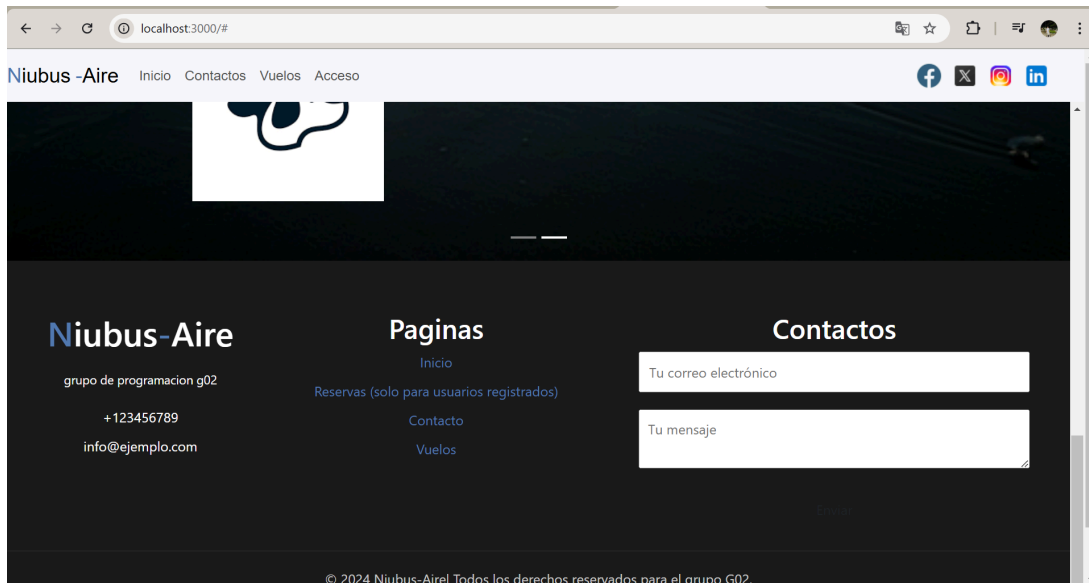 localhost:3000/#
Niubus -Aire Inicio Contactos Vuelos Acceso
Niubus-Aire
grupo de programacion g02
+123456789
info@ejemplo.com
Paginas
Inicio
Reservas (solo para usuarios registrados)
Contacto
Vuelos
Contactos
Tu correo electrónico
Tu mensaje
Enviar
© 2024 Niubus-Aire| Todos los derechos reservados para el grupo G02.